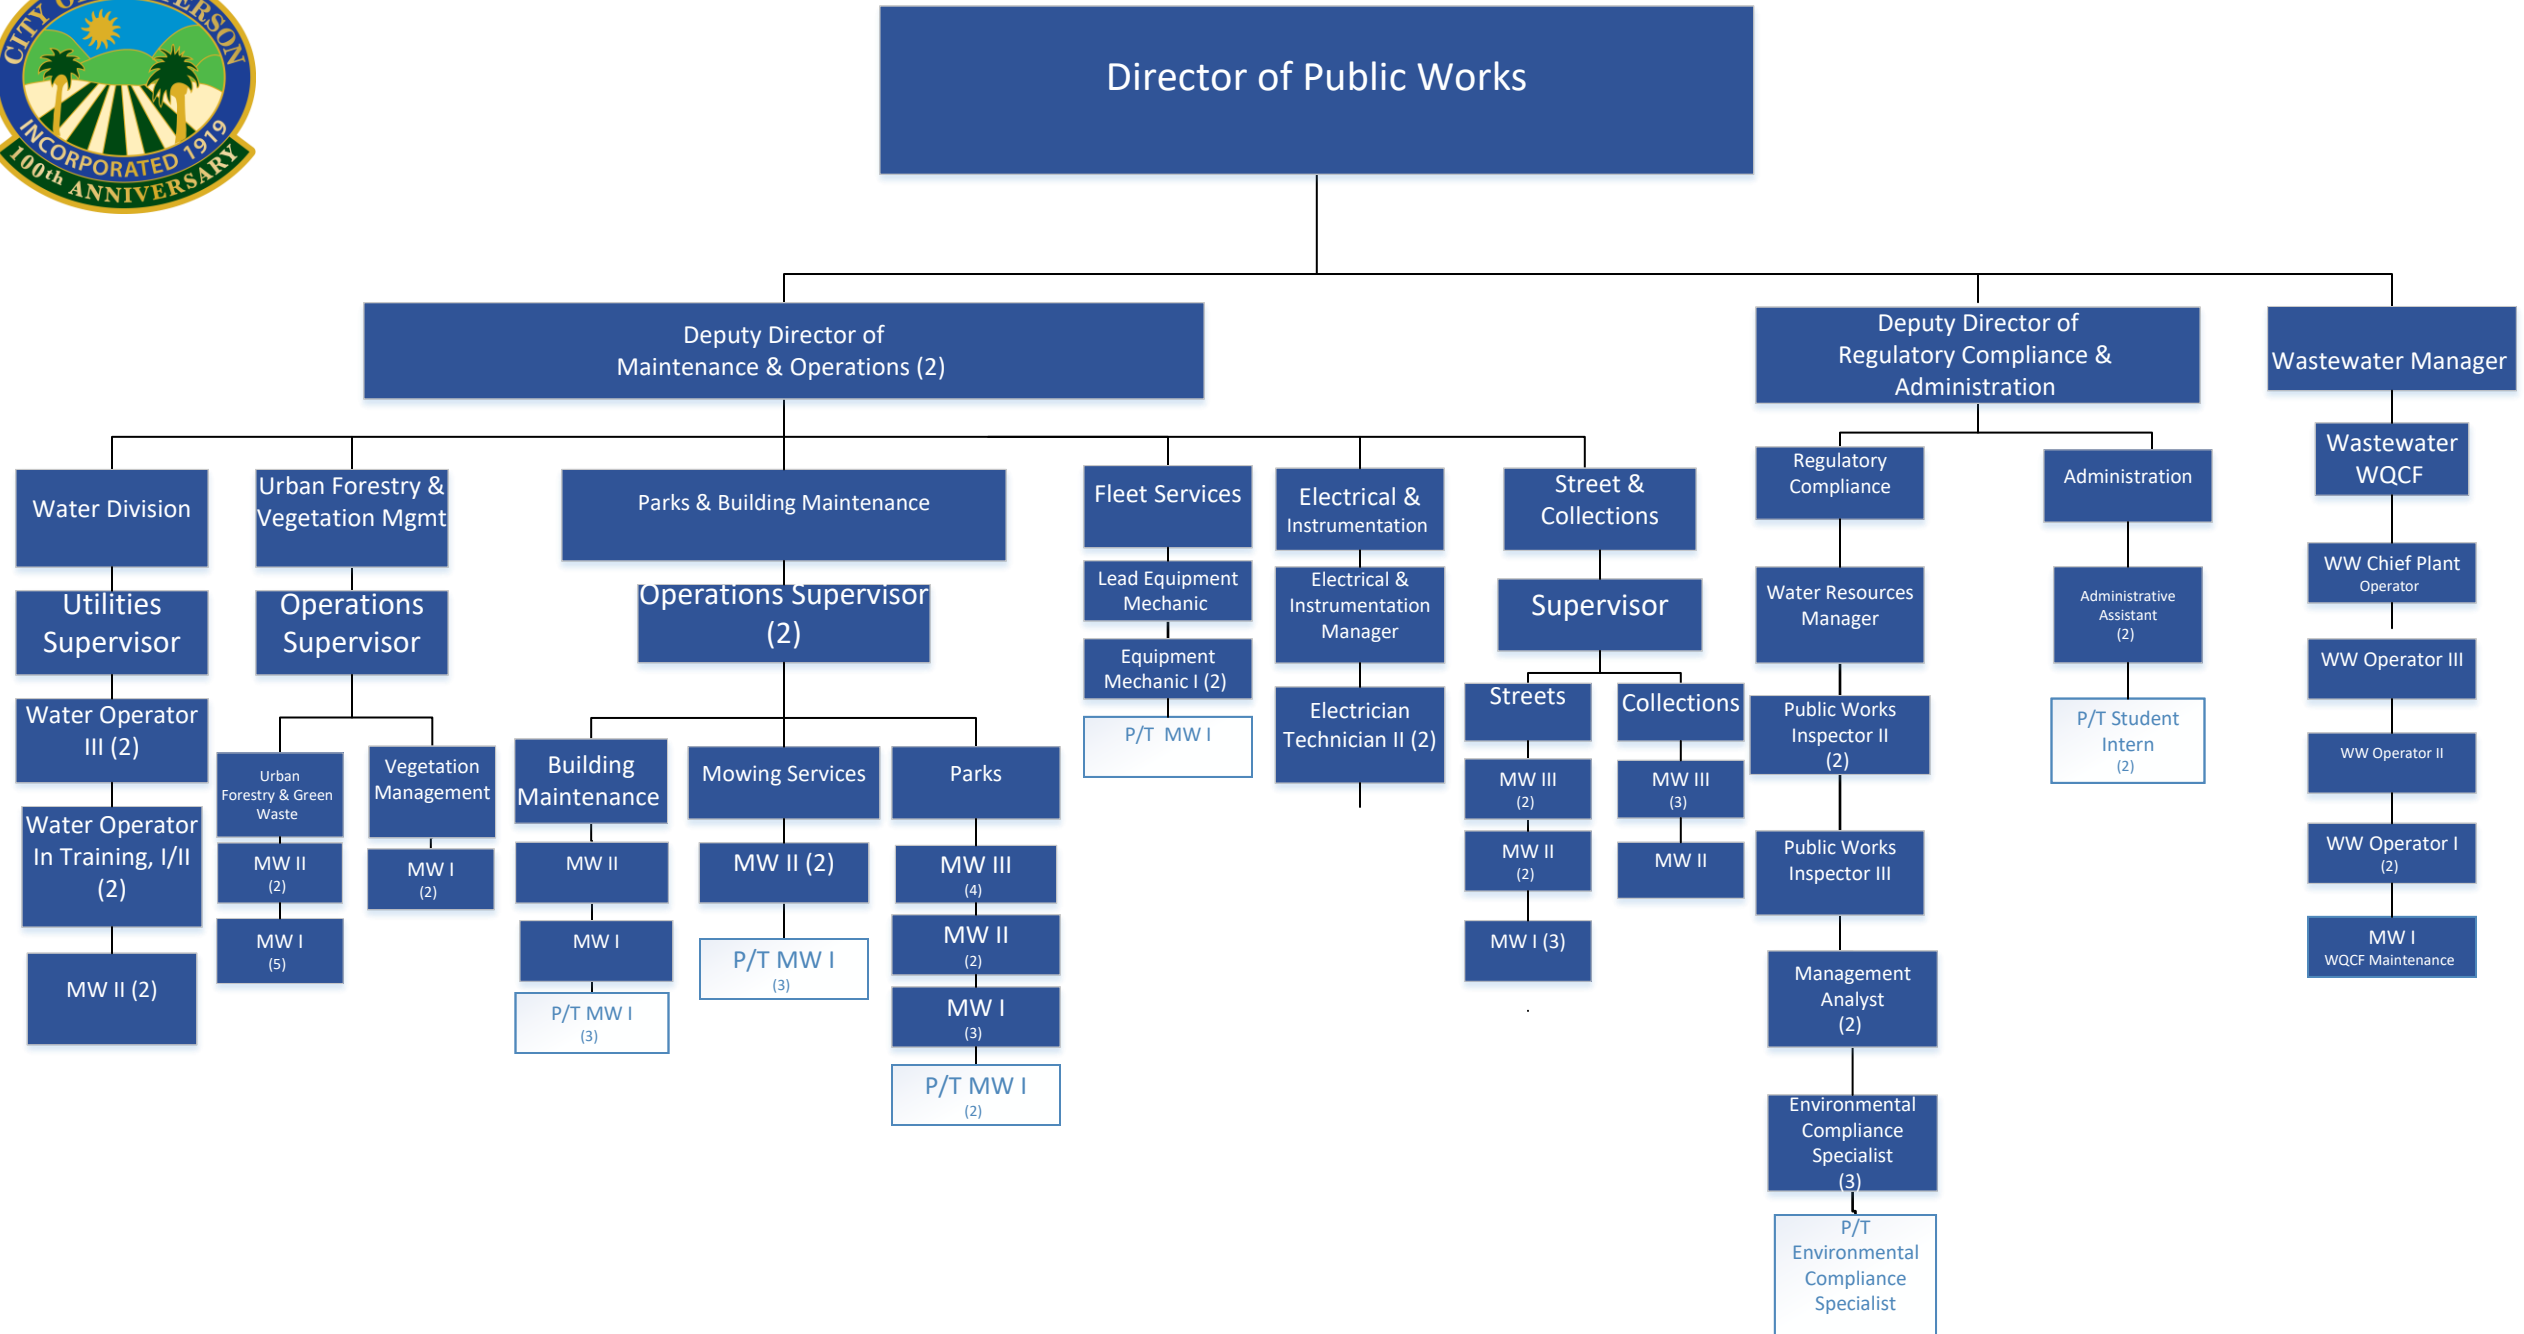 CITY OF
INCORPORATED 1919
100th ANNIVERSARY
Director of Public Works
Deputy Director of
Maintenance & Operations (2)
Deputy Director of
Regulatory Compliance &
Administration
Wastewater Manager
Water Division
Utilities
Supervisor
Water Operator
III (2)
Water Operator
In Training, I/II
(2)
MW II (2)
Urban Forestry &
Vegetation Mgmt
Operations
Supervisor
Urban
Forestry & Green
Waste
MW II
(2)
MW I
(5)
Vegetation
Management
MW I
(2)
Parks & Building Maintenance
Operations Supervisor
(2)
Building
Maintenance
MW II
MW I
P/T MW I
(3)
Mowing Services
MW II (2)
P/T MW I
(3)
Parks
MW III
(4)
MW II
(2)
MW I
(3)
P/T MW I
(2)
Fleet Services
Lead Equipment
Mechanic
Equipment
Mechanic I (2)
P/T MW I
Electrical &
Instrumentation
Electrical &
Instrumentation
Manager
Electrician
Technician II (2)
Street &
Collections
Supervisor
Streets
MW III
(2)
MW II
(2)
MW I (3)
.
Collections
MW III
(3)
MW II
Regulatory
Compliance
Water Resources
Manager
Public Works
Inspector II
(2)
Public Works
Inspector III
Management
Analyst
(2)
Environmental
Compliance
Specialist
(3)
P/T
Environmental
Compliance
Specialist
Administration
Administrative
Assistant
(2)
P/T Student
Intern
(2)
Wastewater
WQCF
WW Chief Plant
Operator
WW Operator III
WW Operator II
WW Operator I
(2)
MW I
WQCF Maintenance